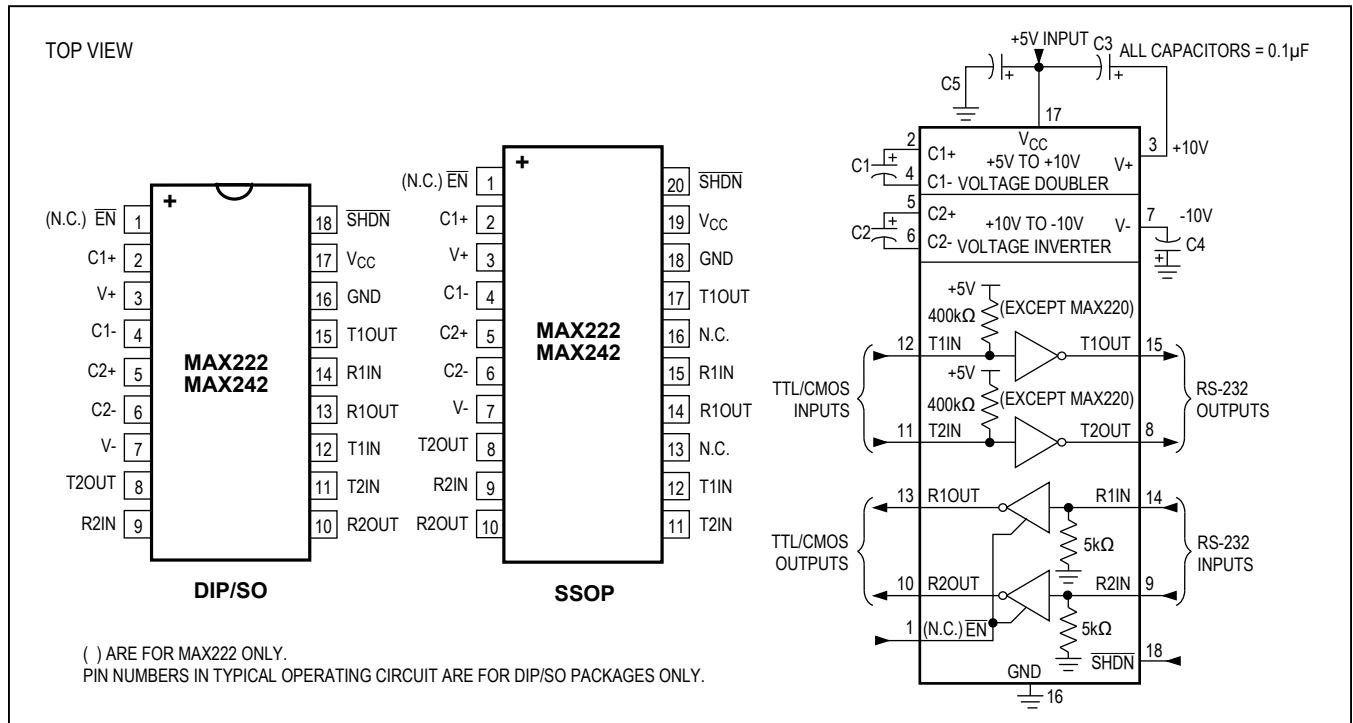 TOP VIEW
+
(N.C.) EN 1
C1+ 2
V+ 3
C1- 4
C2+ 5
C2- 6
V- 7
T2OUT 8
R2IN 9
18 SHDN
17 VCC
16 GND
15 T1OUT
14 R1IN
13 R1OUT
12 T1IN
11 T2IN
10 R2OUT
MAX222
MAX242
DIP/SO
+
(N.C.) EN 1
C1+ 2
V+ 3
C1- 4
C2+ 5
C2- 6
V- 7
T2OUT 8
R2IN 9
R2OUT 10
20 SHDN
19 VCC
18 GND
17 T1OUT
16 N.C.
15 R1IN
14 R1OUT
13 N.C.
12 T1IN
11 T2IN
MAX222
MAX242
SSOP
( ) ARE FOR MAX222 ONLY.
PIN NUMBERS IN TYPICAL OPERATING CIRCUIT ARE FOR DIP/SO PACKAGES ONLY.
+5V INPUT C3 ALL CAPACITORS = 0.1µF
C5 + +
17
2 VCC 3 +10V
C1 + C1+ +5V TO +10V V+
4 C1- VOLTAGE DOUBLER
5 C2+ +10V TO -10V V- 7 -10V
C2 + 6 C2- VOLTAGE INVERTER + C4
+5V
400kΩ (EXCEPT MAX220)
12 T1IN T1OUT 15
+5V
TTL/CMOS INPUTS
400kΩ (EXCEPT MAX220)
RS-232 OUTPUTS
11 T2IN T2OUT 8
13 R1OUT R1IN 14
TTL/CMOS OUTPUTS
5kΩ
RS-232 INPUTS
10 R2OUT R2IN 9
1 (N.C.) EN 5kΩ
SHDN 18
GND
16